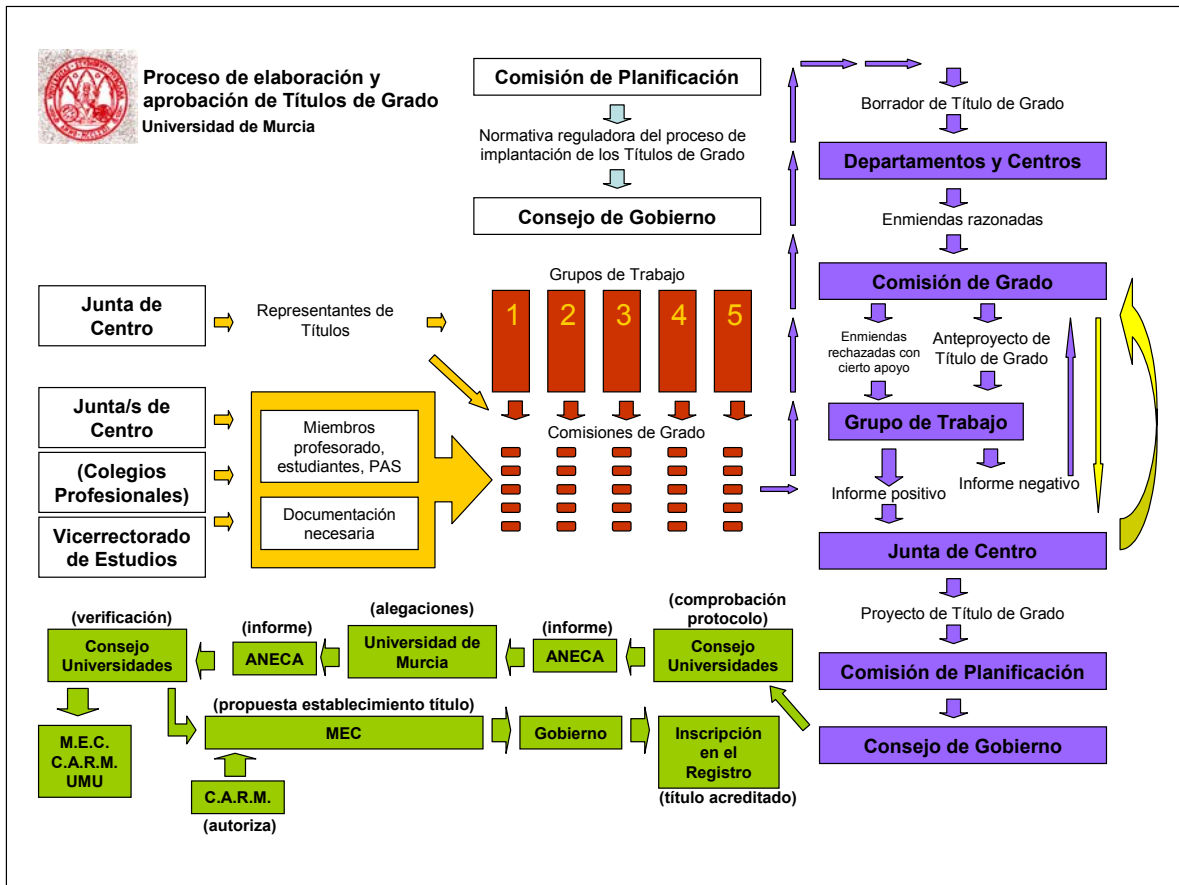 Proceso de elaboración y
aprobación de Títulos de Grado
Universidad de Murcia
Comisión de Planificación
Normativa reguladora del proceso de
implantación de los Títulos de Grado
Consejo de Gobierno
Junta de
Centro
Representantes de
Títulos
Grupos de Trabajo
1 2 3 4 5
Junta/s de
Centro
(Colegios
Profesionales)
Vicerrectorado
de Estudios
Miembros
profesorado,
estudiantes, PAS
Documentación
necesaria
Comisiones de Grado
Borrador de Título de Grado
Departamentos y Centros
Enmiendas razonadas
Comisión de Grado
Enmiendas
rechazadas con
cierto apoyo
Anteproyecto de
Título de Grado
Grupo de Trabajo
Informe positivo
Informe negativo
Junta de Centro
Proyecto de Título de Grado
Comisión de Planificación
Consejo de Gobierno
(comprobación
protocolo)
Consejo
Universidades
(informe)
ANECA
(alegaciones)
Universidad de
Murcia
(informe)
ANECA
(verificación)
Consejo
Universidades
M.E.C.
C.A.R.M.
UMU
(propuesta establecimiento título)
MEC
C.A.R.M.
(autoriza)
Gobierno
Inscripción
en el
Registro
(título acreditado)